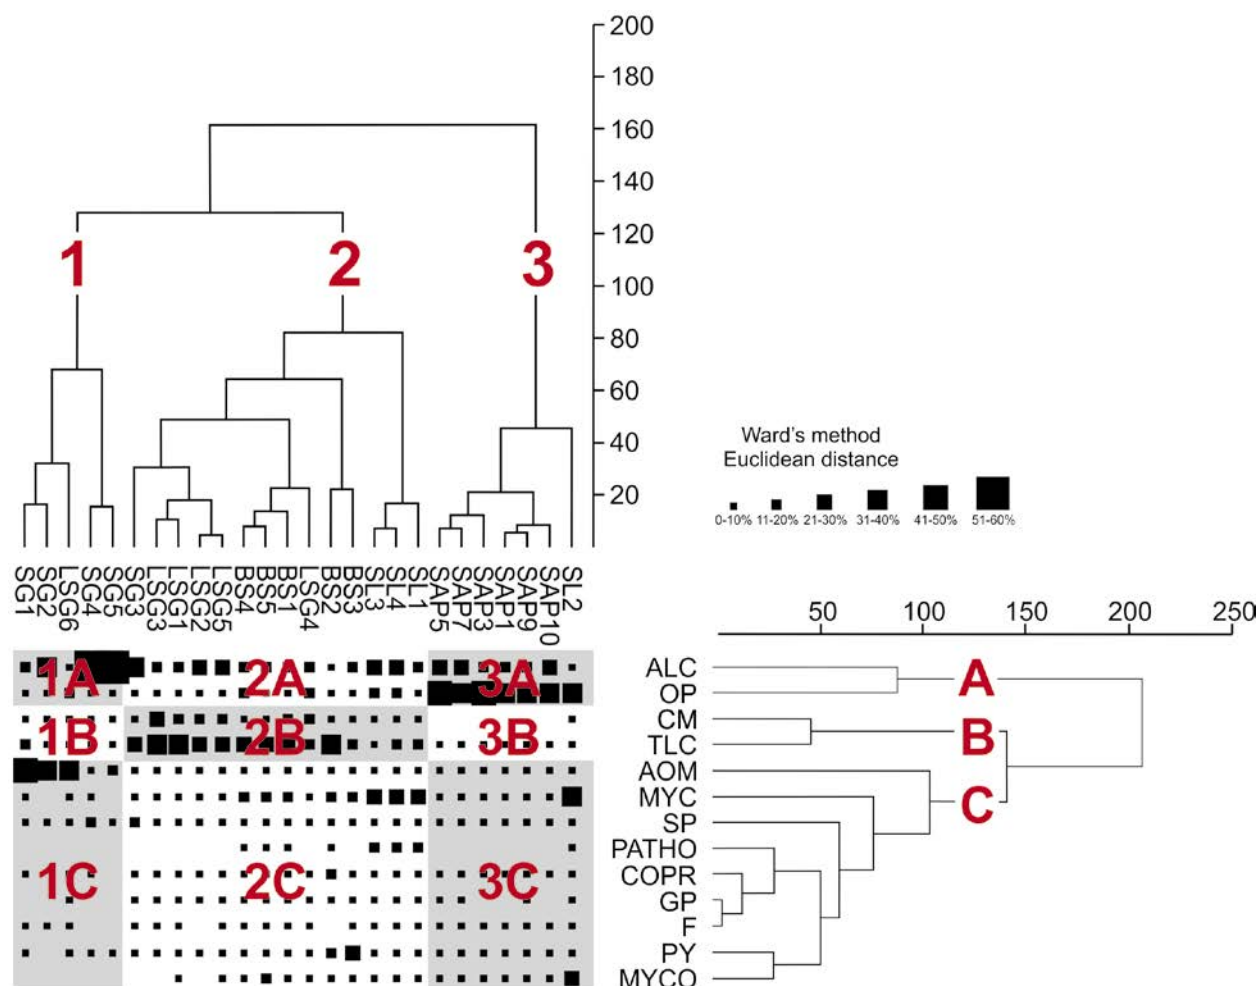 200
180
160
140
120
100
80
60
40
20
1 2 3
Ward's method
Euclidean distance
0-10% 11-20% 21-30% 31-40% 41-50% 51-60%
SG1 SG2 LSG6 SG4 SG5 SG3 LSG3 LSG1 LSG2 LSG5 BS4 BS5 BS1 LSG4 BS2 BS3 SL3 SL4 SL1 SAP5 SAP7 SAP3 SAP1 SAP9 SAP10 SL2
50 100 150 200 250
1A 2A 3A
1B 2B 3B
1C 2C 3C
ALC
OP
CM
TLC
AOM
MYC
SP
PATHO
COPR
GP
F
PY
MYCO
A
B
C